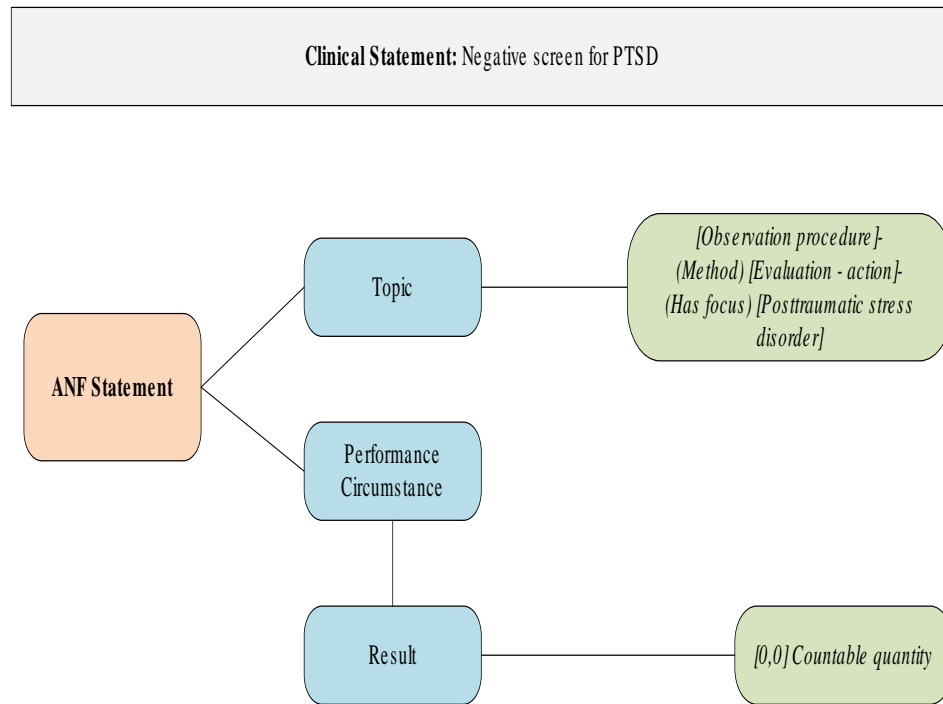 Clinical Statement: Negative screen for PTSD
[Observation procedure]-
(Method) [Evaluation - action]-
(Has focus) [Posttraumatic stress
disorder]
Topic
ANF Statement
Performance
Circumstance
Result
[0,0] Countable quantity